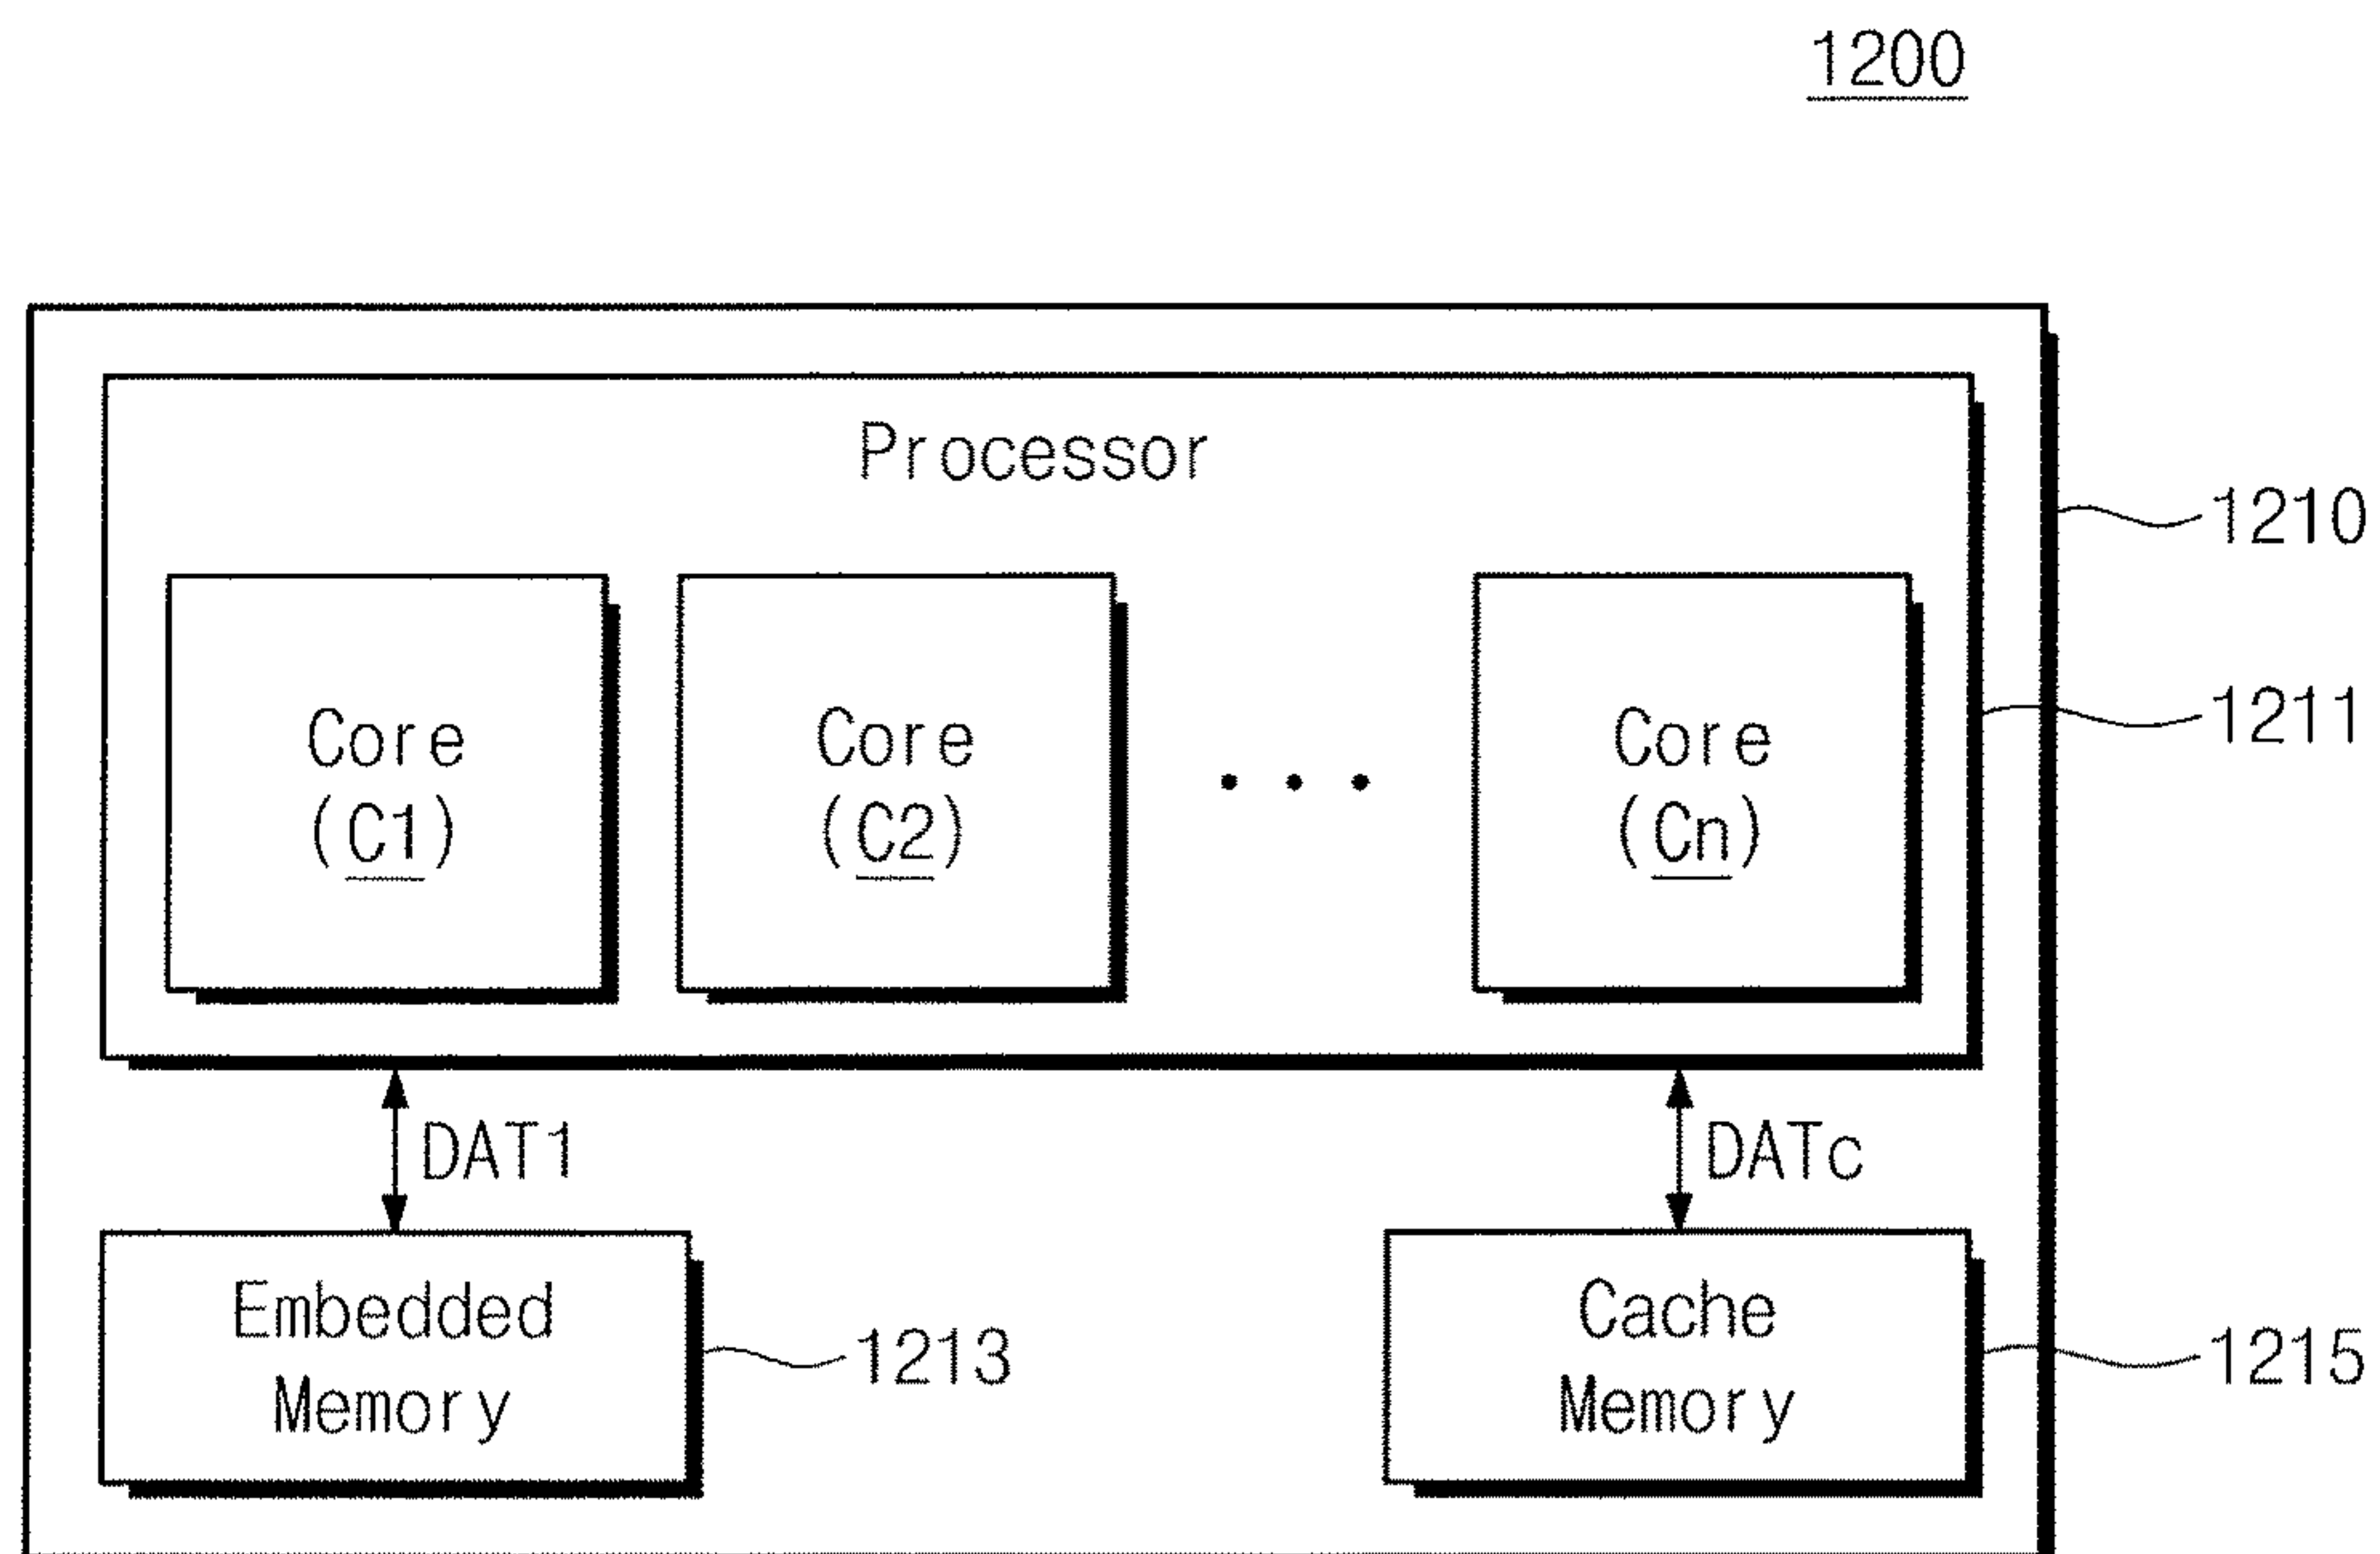 1200
Processor
1210
Core
(C1)
Core
(C2)
• • •
Core
(Cn)
1211
DAT1
DATc
Embedded
Memory
1213
Cache
Memory
1215